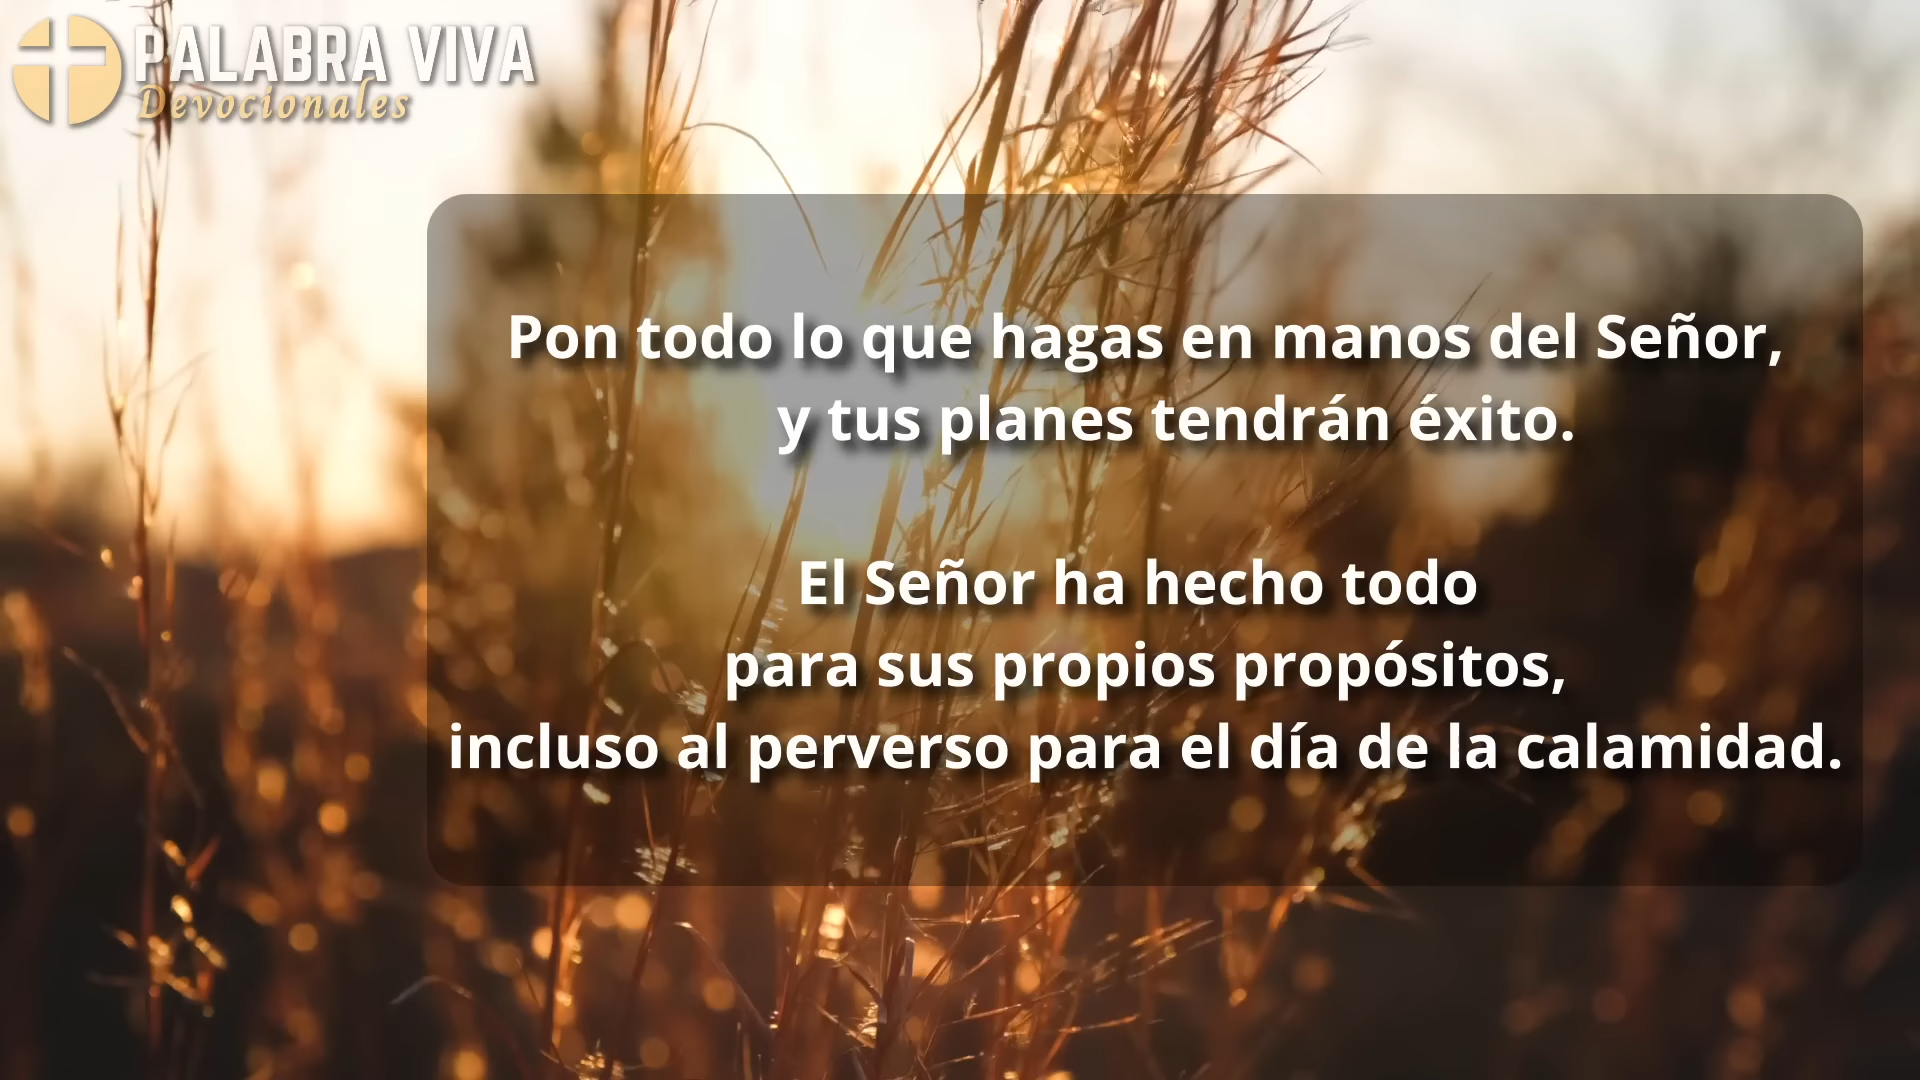 PALABRA VIVA
Devocionales
Pon todo lo que hagas en manos del Señor,
y tus planes tendrán éxito.
El Señor ha hecho todo
para sus propios propósitos,
incluso al perverso para el día de la calamidad.